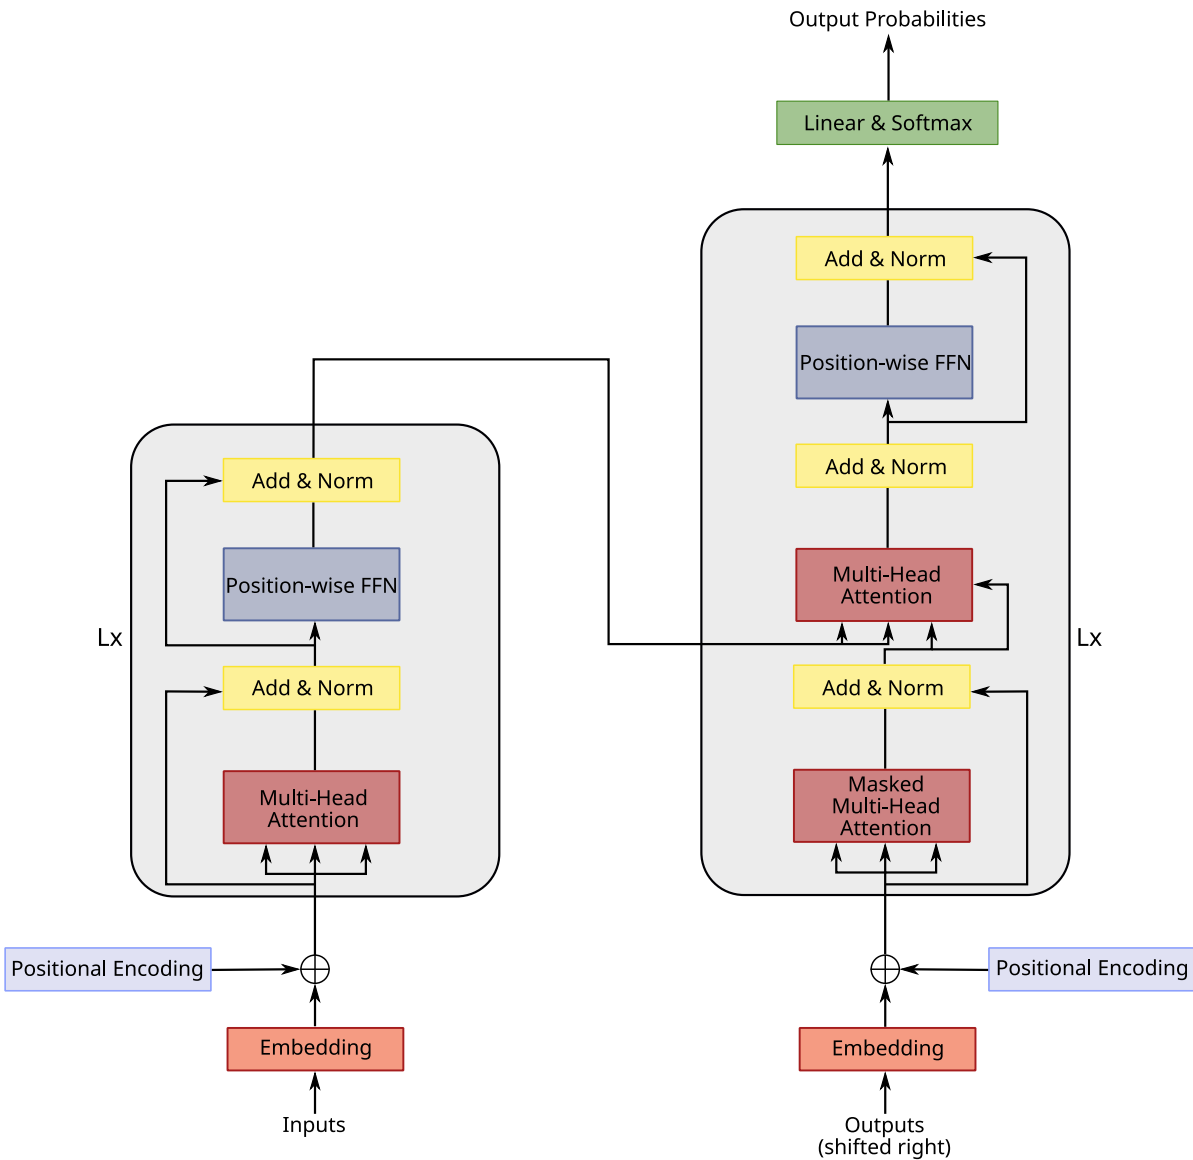 Output Probabilities
Linear & Softmax
Add & Norm
Position-wise FFN
Add & Norm
Multi-Head
Attention
Add & Norm
Masked
Multi-Head
Attention
Lx
Positional Encoding
Embedding
Outputs
(shifted right)
Add & Norm
Position-wise FFN
Lx
Add & Norm
Multi-Head
Attention
Positional Encoding
Embedding
Inputs